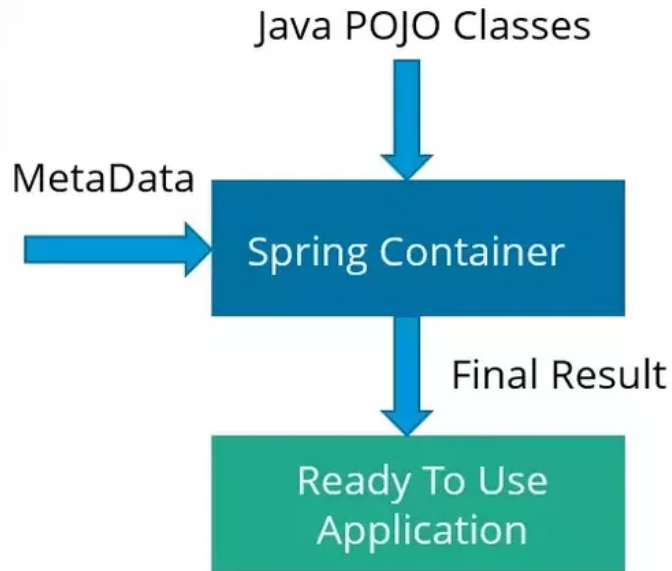 Java POJO Classes
MetaData
Spring Container
Final Result
Ready To Use
Application